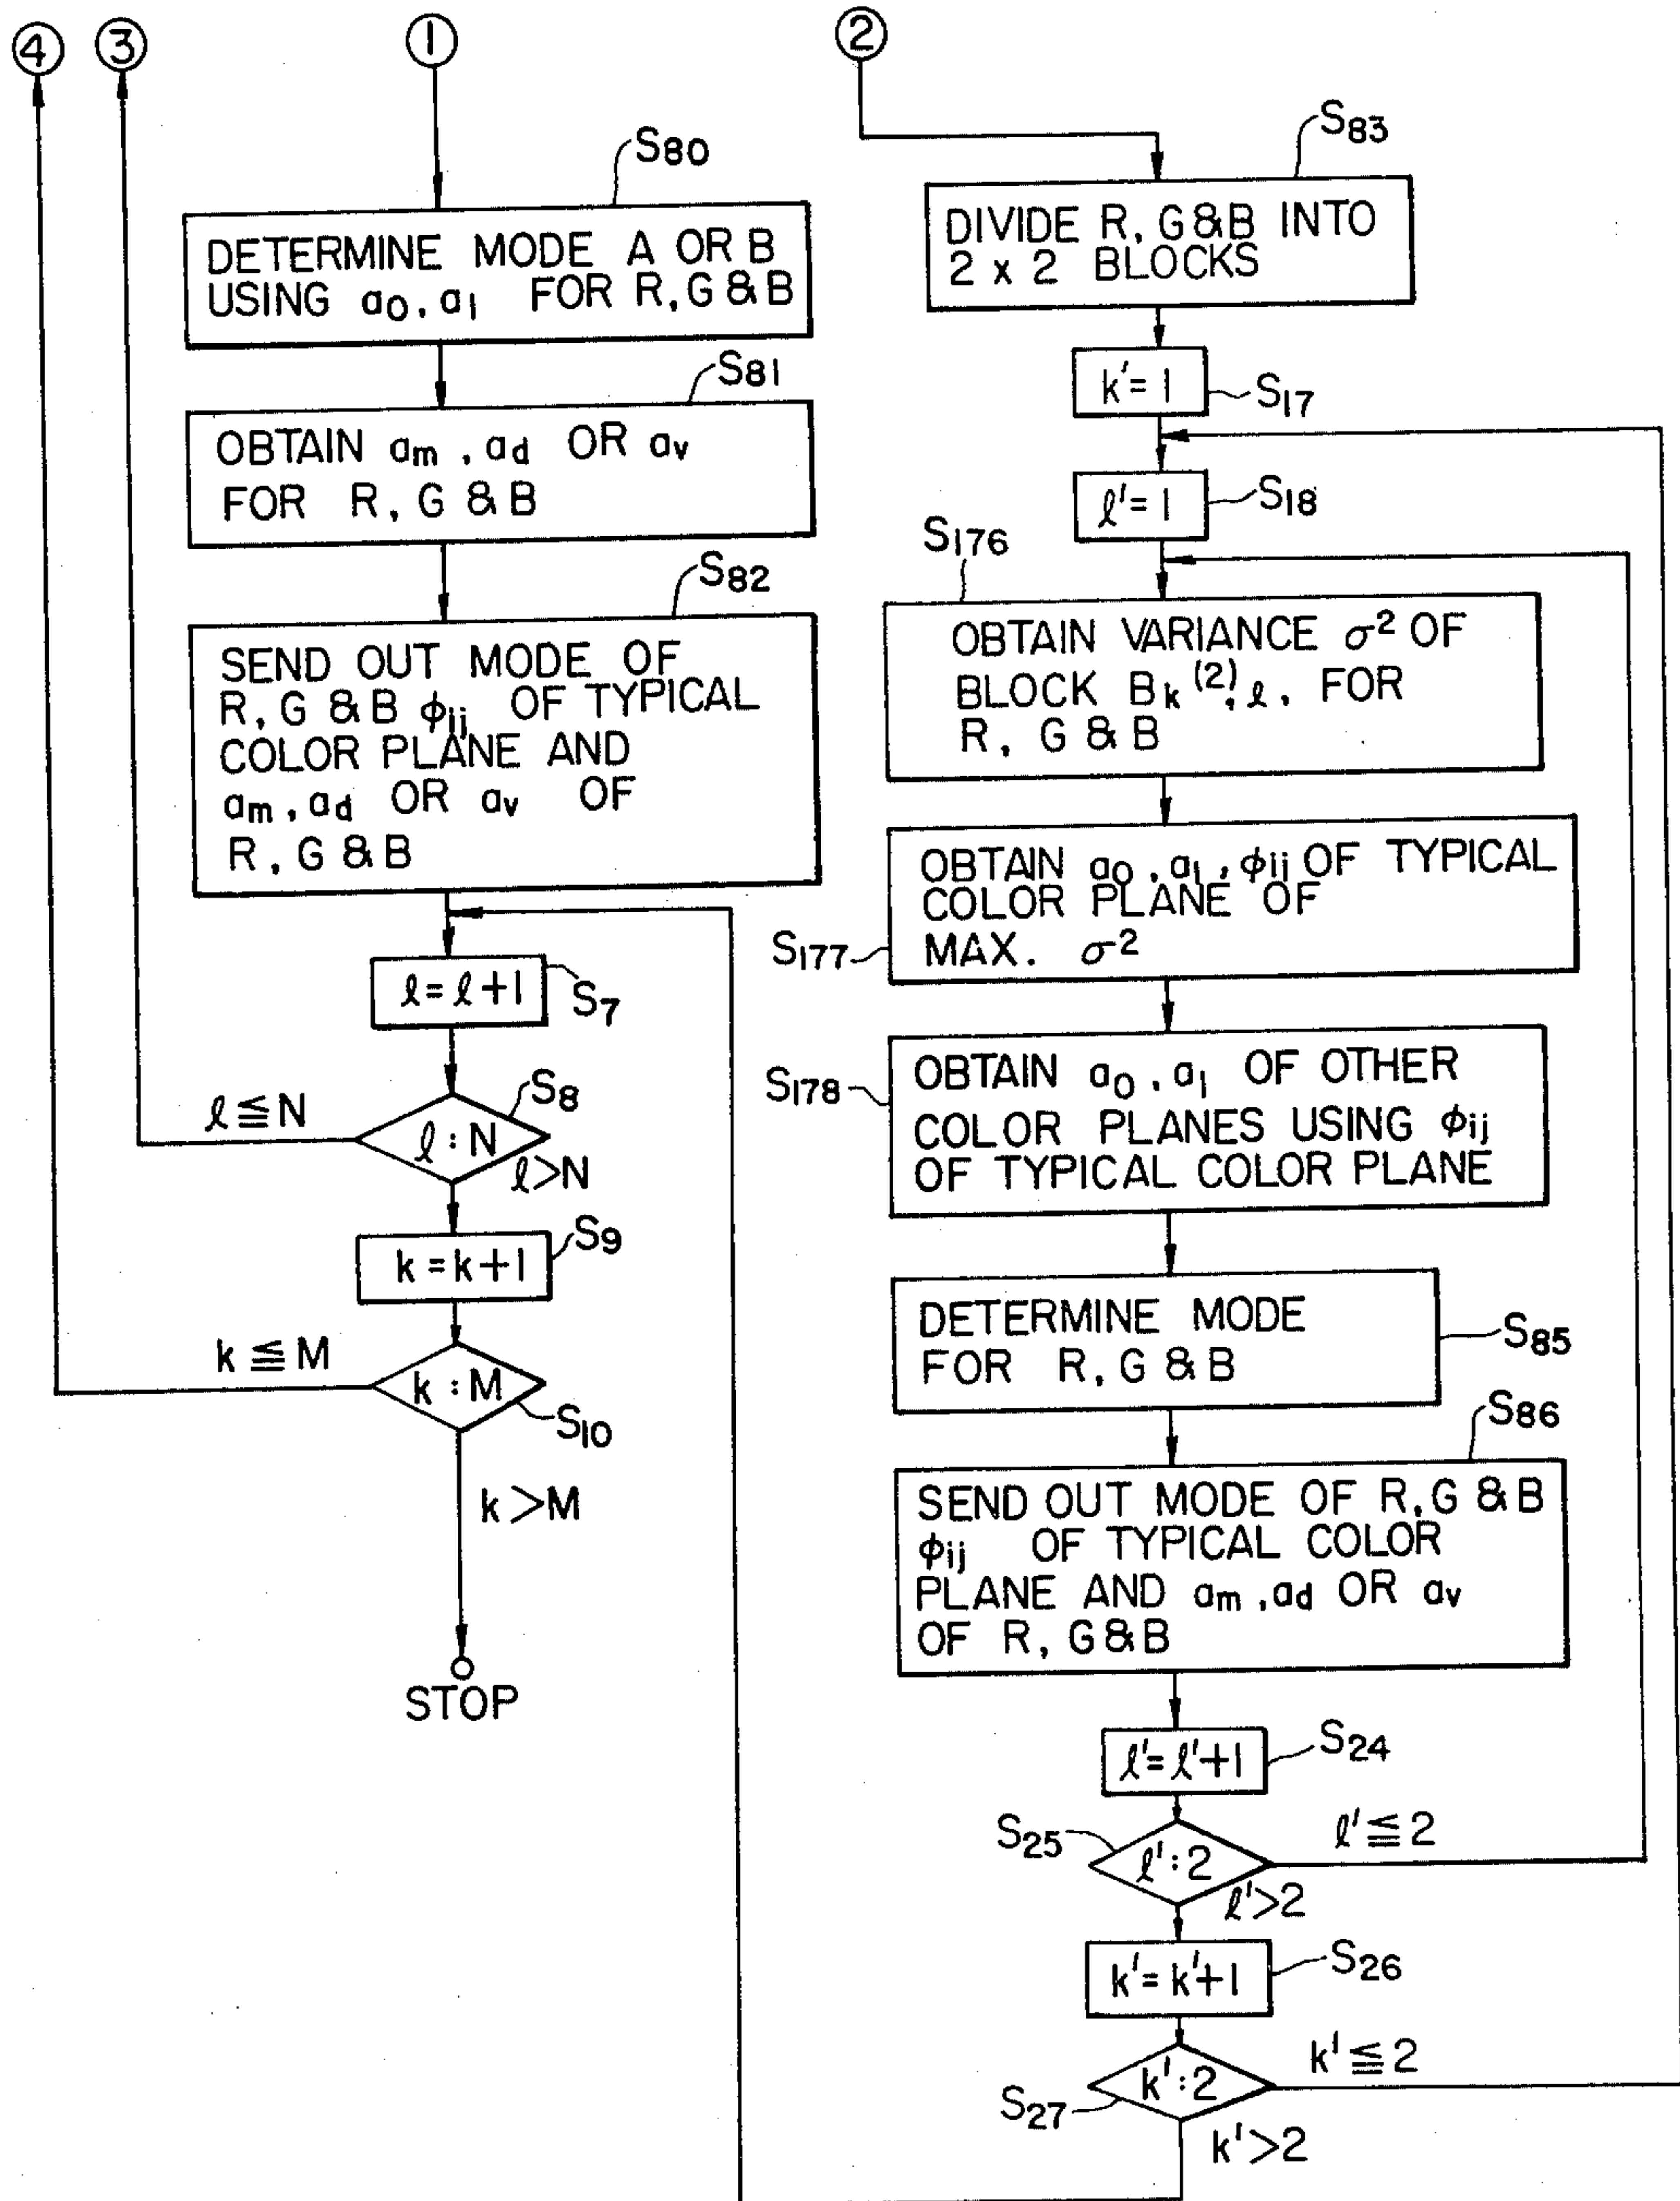 ④ ③ ① ②
S80
DETERMINE MODE A OR B
USING a0, a1 FOR R, G & B
S81
OBTAIN am, ad OR av
FOR R, G & B
S82
SEND OUT MODE OF
R, G & B ϕij OF TYPICAL
COLOR PLANE AND
am, ad OR av OF
R, G & B
ℓ = ℓ+1
S7
S8
ℓ ≦ N
ℓ : N
ℓ>N
S9
k = k+1
k ≦ M
k : M
S10
k >M
STOP
S83
DIVIDE R, G & B INTO
2 x 2 BLOCKS
k' = 1
S17
ℓ' = 1
S18
S176
OBTAIN VARIANCE σ² OF
BLOCK Bk'(2),ℓ' FOR
R, G & B
OBTAIN a0, a1, ϕij OF TYPICAL
COLOR PLANE OF
MAX. σ²
S177
S178
OBTAIN a0, a1 OF OTHER
COLOR PLANES USING ϕij
OF TYPICAL COLOR PLANE
DETERMINE MODE
FOR R, G & B
S85
S86
SEND OUT MODE OF R, G & B
ϕij OF TYPICAL COLOR
PLANE AND am, ad OR av
OF R, G & B
ℓ' = ℓ'+1
S24
S25
ℓ' : 2
ℓ' ≦ 2
ℓ'>2
k' = k'+1
S26
k' : 2
k' ≦ 2
S27
k'>2